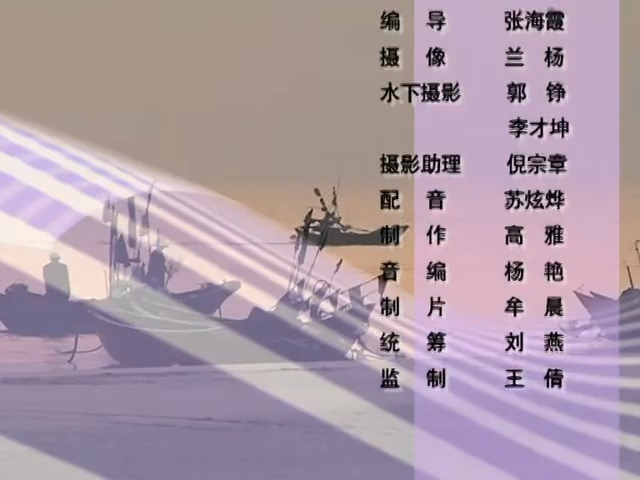 编 导 张海霞
摄 像 兰 杨
水下摄影 郭 铮
李才坤
摄影助理 倪宗章
配 音 苏炫烨
制 作 高 雅
音 编 杨 艳
制 片 牟 晨
统 筹 刘 燕
监 制 王 倩